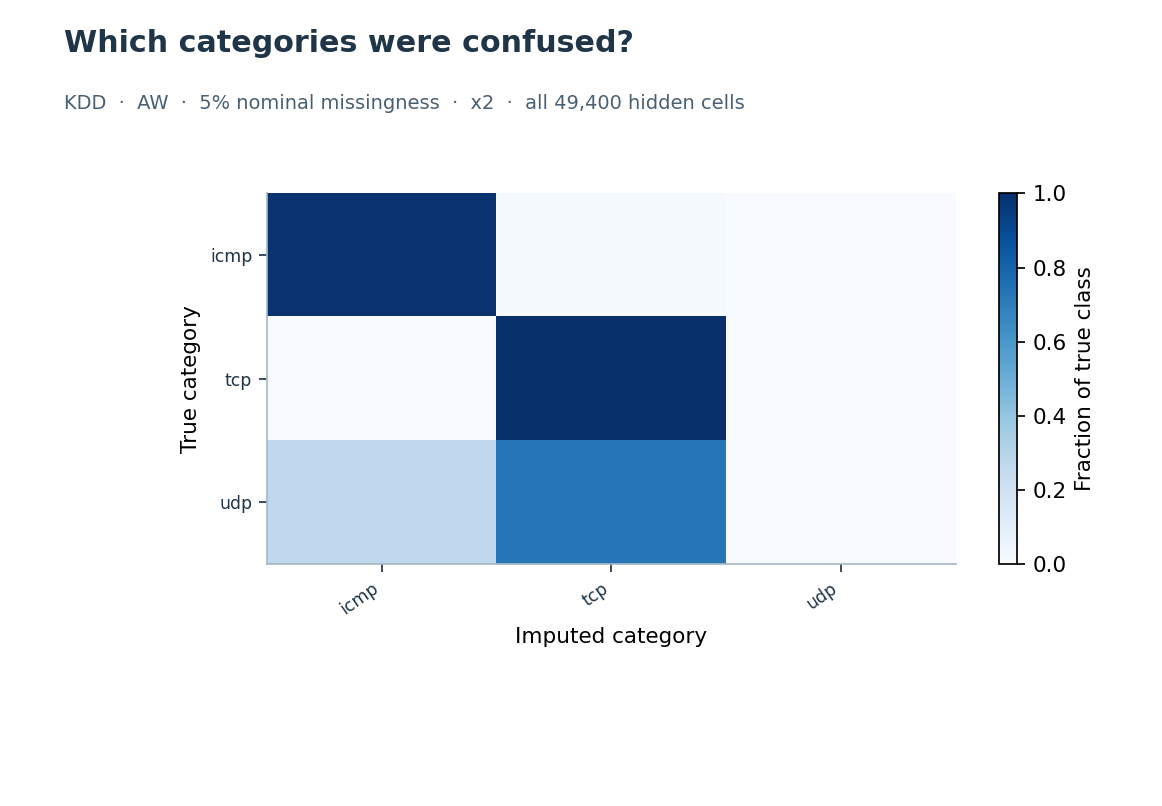 Which categories were confused?
KDD · AW · 5% nominal missingness · x2 · all 49,400 hidden cells
True category
icmp
tcp
udp
icmp
tcp
udp
Imputed category
1.0
0.8
0.6
0.4
0.2
0.0
Fraction of true class